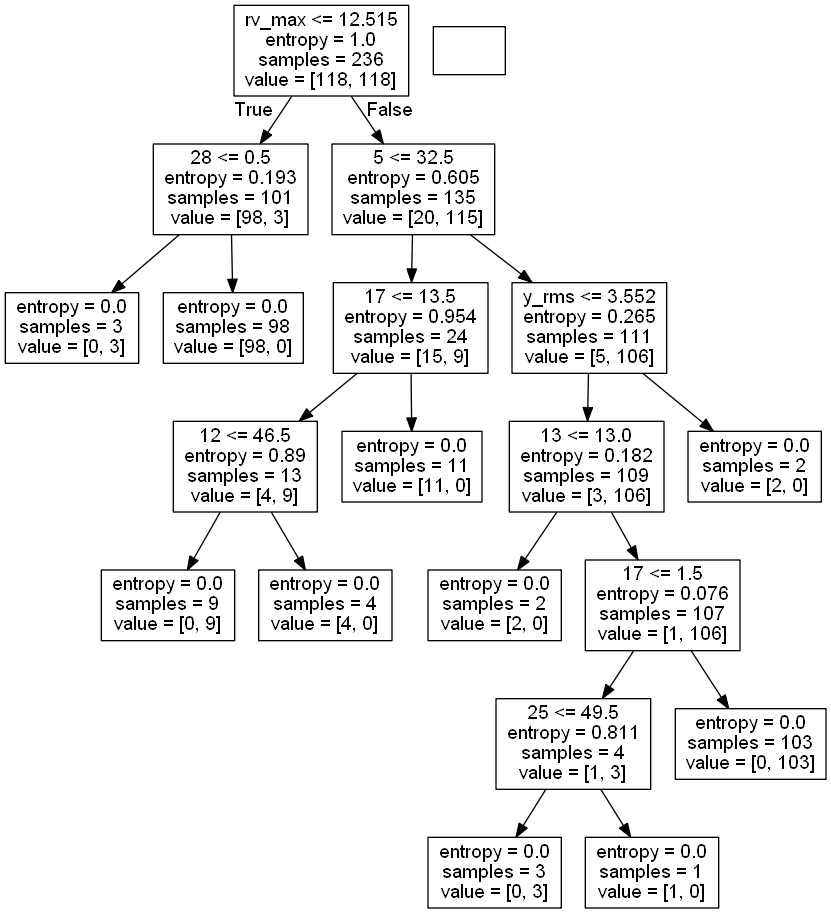 rv_max <= 12.515
entropy = 1.0
samples = 236
value = [118, 118]
True
False
28 <= 0.5
entropy = 0.193
samples = 101
value = [98, 3]
5 <= 32.5
entropy = 0.605
samples = 135
value = [20, 115]
entropy = 0.0
samples = 3
value = [0, 3]
entropy = 0.0
samples = 98
value = [98, 0]
17 <= 13.5
entropy = 0.954
samples = 24
value = [15, 9]
y_rms <= 3.552
entropy = 0.265
samples = 111
value = [5, 106]
12 <= 46.5
entropy = 0.89
samples = 13
value = [4, 9]
entropy = 0.0
samples = 11
value = [11, 0]
13 <= 13.0
entropy = 0.182
samples = 109
value = [3, 106]
entropy = 0.0
samples = 2
value = [2, 0]
entropy = 0.0
samples = 9
value = [0, 9]
entropy = 0.0
samples = 4
value = [4, 0]
entropy = 0.0
samples = 2
value = [2, 0]
17 <= 1.5
entropy = 0.076
samples = 107
value = [1, 106]
25 <= 49.5
entropy = 0.811
samples = 4
value = [1, 3]
entropy = 0.0
samples = 103
value = [0, 103]
entropy = 0.0
samples = 3
value = [0, 3]
entropy = 0.0
samples = 1
value = [1, 0]